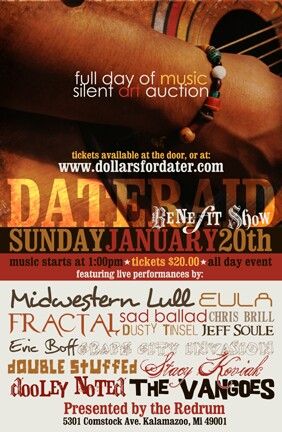 full day of music
silent art auction
tickets available at the door, or at:
www.dollarsfordater.com
DATERAID
Benefit Show
SUNDAY JANUARY 20th
music starts at 1:00pm★tickets $20.00★all day event
featuring live performances by:
Midwestern Lull EULA
FRACTAL sad ballad CHRIS BRILL
DUSTY TINSEL JEFF SOULE
Eric Boff GRAPE CITY INVASION
DOUBLE STUFFED Stacy Koviak
dOOLEY NOTED THE VANGOES
Presented by the Redrum
5301 Comstock Ave. Kalamazoo, MI 49001